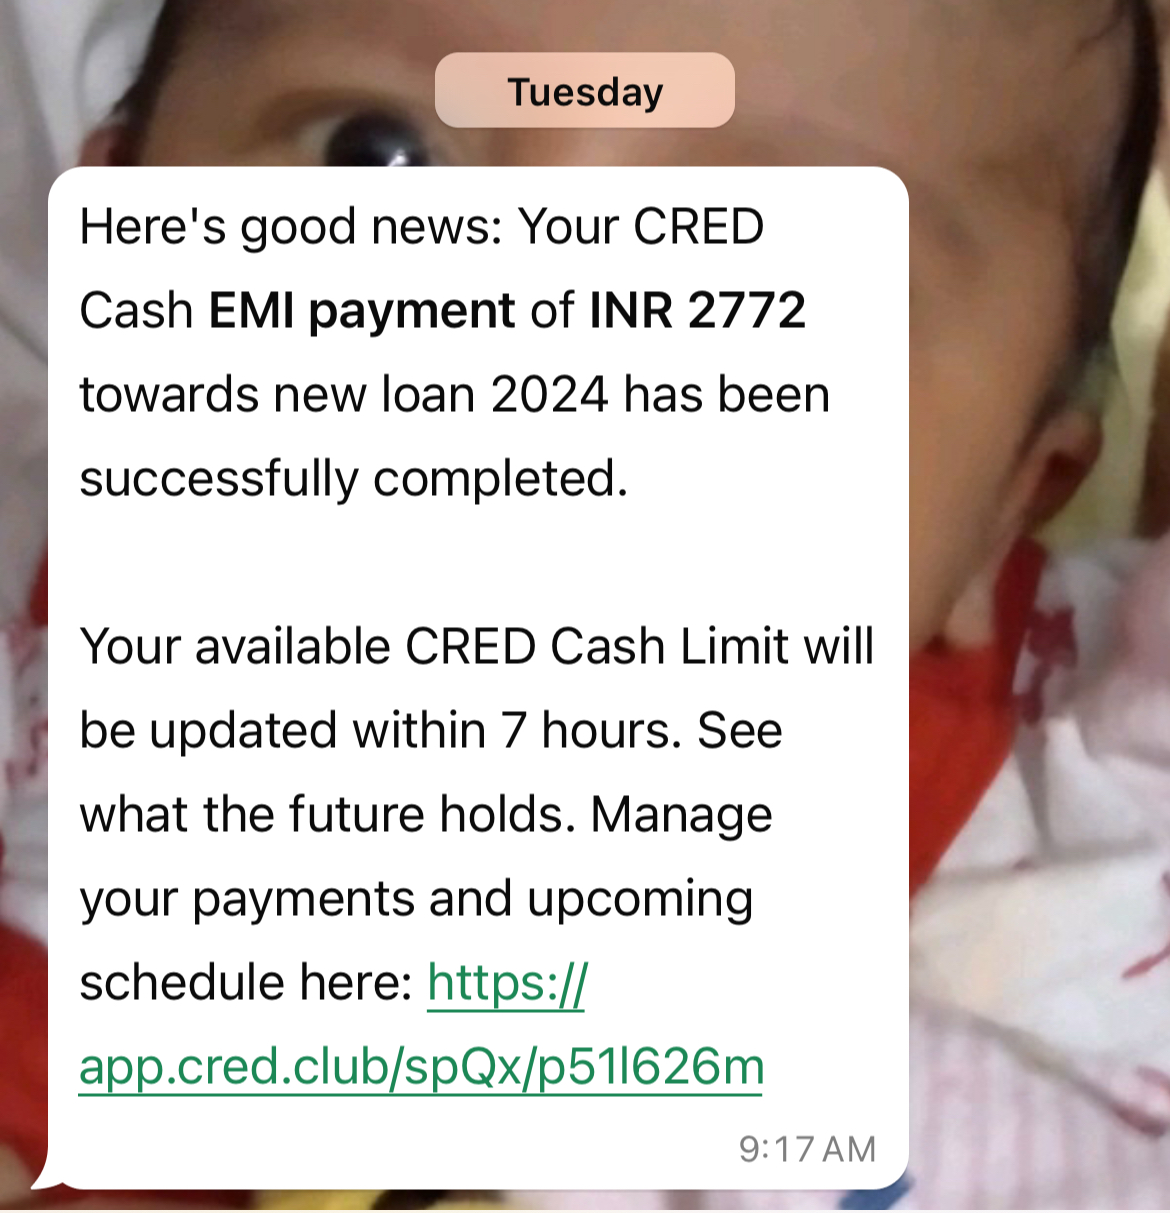 Tuesday
Here's good news: Your CRED
Cash EMI payment of INR 2772
towards new loan 2024 has been
successfully completed.
Your available CRED Cash Limit will
be updated within 7 hours. See
what the future holds. Manage
your payments and upcoming
schedule here: https://
app.cred.club/spQx/p51l626m
9:17 AM